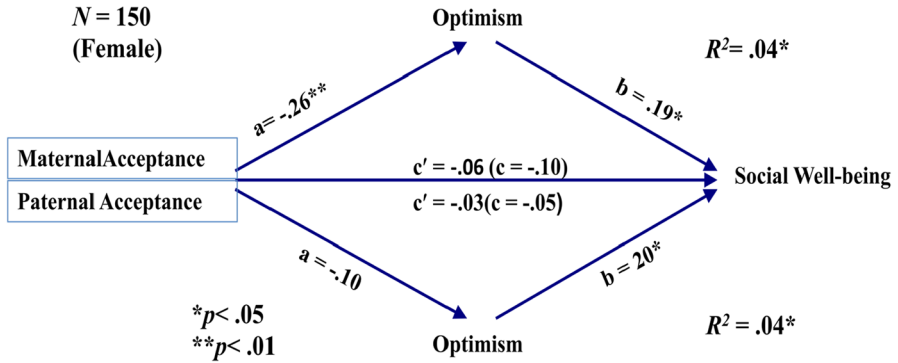 N = 150
(Female)
Optimism
R²= .04*
a= -.26**
b = .19*
MaternalAcceptance
Paternal Acceptance
c′ = -.06 (c = -.10)
c′ = -.03(c = -.05)
Social Well-being
a = -.10
b = 20*
*p< .05
**p< .01
Optimism
R² = .04*